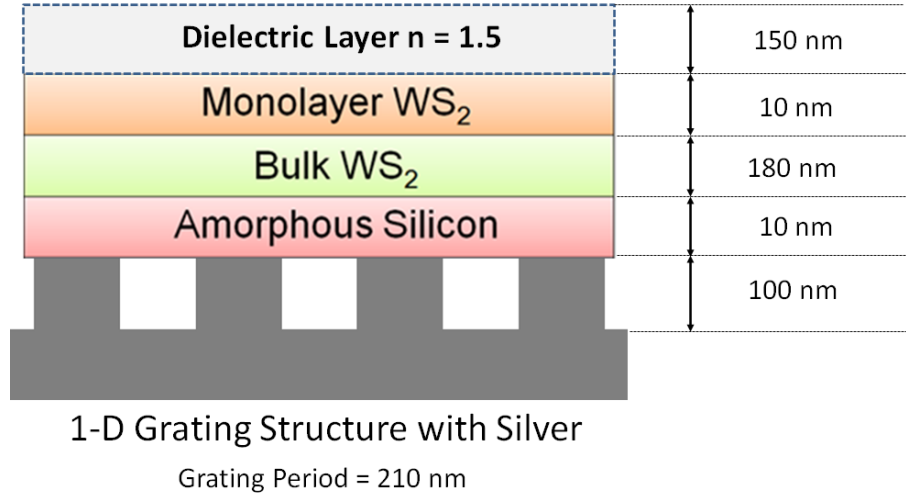 Dielectric Layer n = 1.5
150 nm
Monolayer WS₂
10 nm
Bulk WS₂
180 nm
Amorphous Silicon
10 nm
100 nm
1-D Grating Structure with Silver
Grating Period = 210 nm